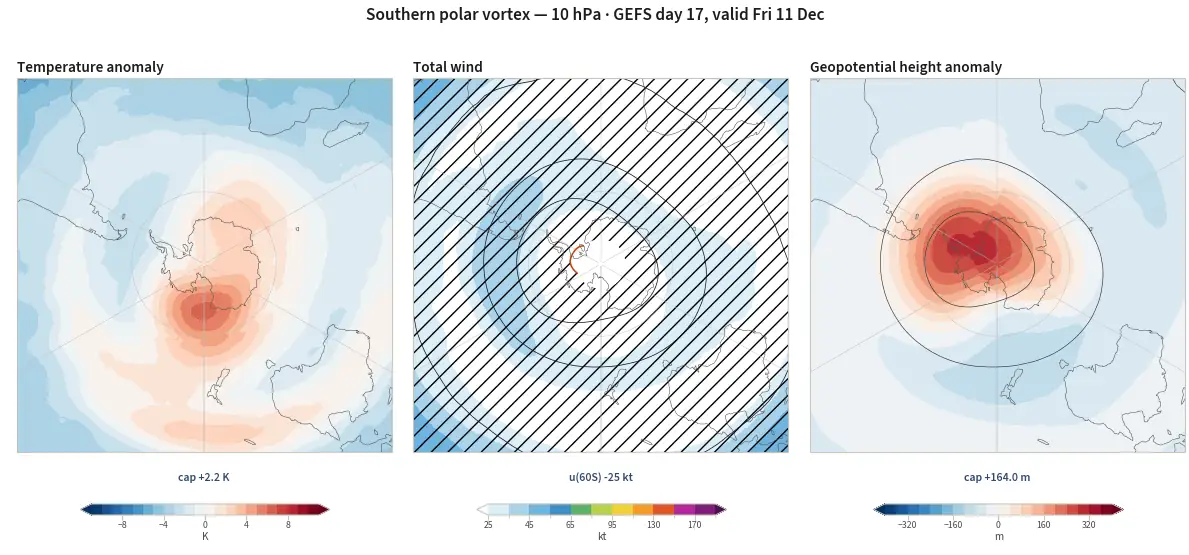 Southern polar vortex — 10 hPa · GEFS day 17, valid Fri 11 Dec
Temperature anomaly
Total wind
Geopotential height anomaly
cap +2.2 K
u(60S) -25 kt
cap +164.0 m
−8 −4 0 4 8
K
25 45 65 95 130 170
kt
−320 −160 0 160 320
m